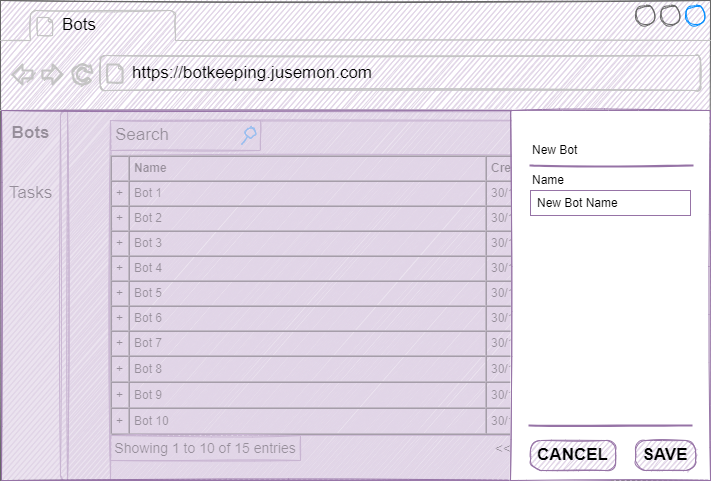 Bots
https://botkeeping.jusemon.com
Bots
Tasks
Search
Name Cre
+ Bot 1 30/
+ Bot 2 30/
+ Bot 3 30/
+ Bot 4 30/
+ Bot 5 30/
+ Bot 6 30/
+ Bot 7 30/
+ Bot 8 30/
+ Bot 9 30/
+ Bot 10 30/
Showing 1 to 10 of 15 entries <<
New Bot
Name
New Bot Name
CANCEL SAVE